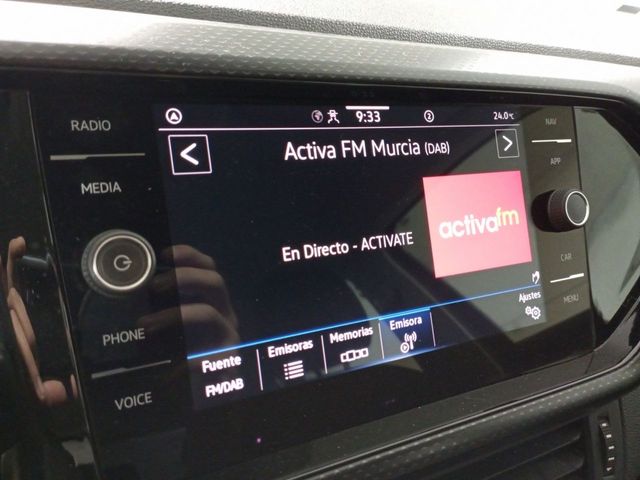 RADIO
MEDIA
PHONE
VOICE
9:33
2
24.0°C
Activa FM Murcia (DAB)
En Directo - ACTIVATE
activafm
Ajustes
Fuente
FM/DAB
Emisoras
Memorias
Emisora
NAV
APP
CAR
MENU